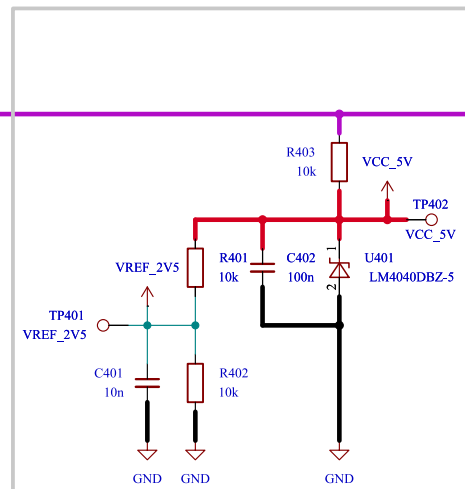 R403
10k
VCC_5V
TP402
VCC_5V
VREF_2V5
R401
10k
C402
100n
1
2
U401
LM4040DBZ-5
TP401
VREF_2V5
C401
10n
R402
10k
GND
GND
GND